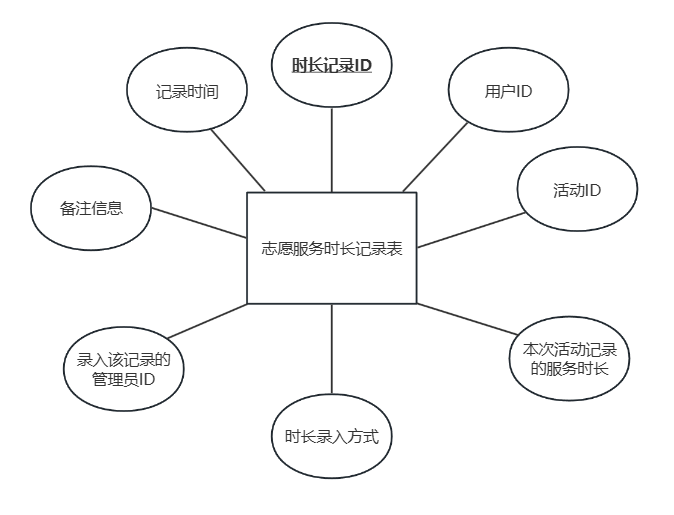 时长记录ID
记录时间
用户ID
备注信息
活动ID
志愿服务时长记录表
录入该记录的
管理员ID
本次活动记录
的服务时长
时长录入方式